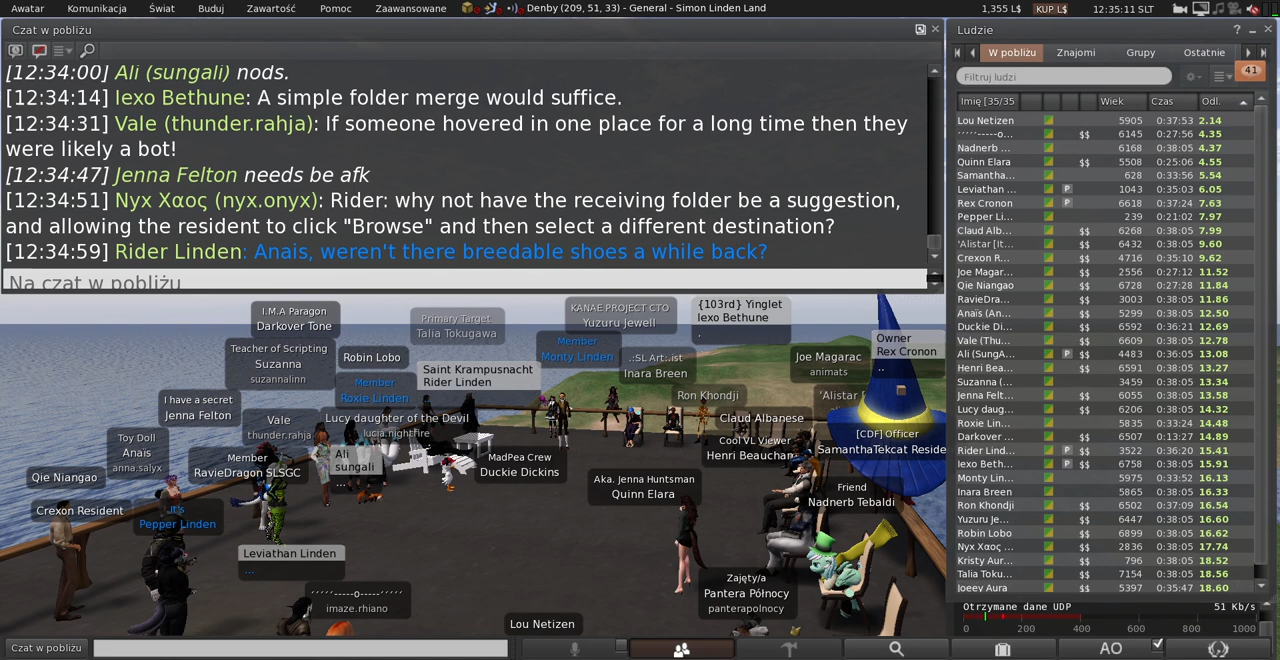 Awatar Komunikacja Świat Buduj Zawartość Pomoc Zaawansowane Denby (209, 51, 33) - General - Simon Linden Land 1,355 L$ KUP L$ 12:35:11 SLT
Czat w pobliżu
[12:34:00] Ali (sungali) nods.
[12:34:14] Iexo Bethune: A simple folder merge would suffice.
[12:34:31] Vale (thunder.rahja): If someone hovered in one place for a long time then they
were likely a bot!
[12:34:47] Jenna Felton needs be afk
[12:34:51] Nyx Χαος (nyx.onyx): Rider: why not have the receiving folder be a suggestion,
and allowing the resident to click "Browse" and then select a different destination?
[12:34:59] Rider Linden: Anais, weren't there breedable shoes a while back?
Na czat w pobliżu
I.M.A Paragon
Darkover Tone
Primary Target
Talia Tokugawa
KANAE PROJECT CTO
Yuzuru Jewell
{103rd} Yinglet
Iexo Bethune
.
Teacher of Scripting
Suzanna
suzannalinn
Robin Lobo
Member
Monty Linden
Saint Krampusnacht
Rider Linden
.:SL Art:.ist
Inara Breen
Joe Magarac
animats
Owner
Rex Cronon
..
Member
Roxie Linden
I have a secret
Jenna Felton
Ron Khondji
'Alistar [
Vale
thunder.rahja
Lucy daughter of the Devil
lucia.nightfire
Claud Albanese
Toy Doll
Anais
anna.salyx
Cool VL Viewer
Henri Beauchamp
[CDF] Officer
SamanthaTekcat Reside
Member
RavieDragon SLSGC
Ali
sungali
...
MadPea Crew
Duckie Dickins
Qie Niangao
Aka. Jenna Huntsman
Quinn Elara
Friend
Nadnerb Tebaldi
Crexon Resident
It's
Pepper Linden
Leviathan Linden
...
Zajęty/a
Pantera Północy
panterapolnocy
´´´´´-----o-----´´´´´
imaze.rhiano
Lou Netizen
Czat w pobliżu
AO
Ludzie
W pobliżu Znajomi Grupy Ostatnie
Filtruj ludzi
41
Imię [35/35 Wiek Czas Odl.
Lou Netizen 5905 0:37:53 2.14
´´´´´-----o... $$ 6145 0:27:56 4.35
Nadnerb ... 6168 0:38:05 4.37
Quinn Elara $$ 5508 0:26:06 4.55
Samantha... 628 0:33:56 5.54
Leviathan ... P 1043 0:35:03 6.05
Rex Cronon P 6618 0:37:24 7.63
Pepper Li... 239 0:21:02 7.97
Claud Alb... $$ 6268 0:38:05 7.99
'Alistar [It... $$ 6432 0:38:05 9.60
Crexon R... $$ 4716 0:35:10 9.62
Joe Magar... $$ 2556 0:27:12 11.52
Qie Niangao $$ 6728 0:27:28 11.84
RavieDra... $$ 3003 0:38:05 11.86
Anaïs (An... $$ 5299 0:38:05 12.50
Duckie Di... $$ 6592 0:36:21 12.69
Vale (Thu... $$ 6609 0:38:05 12.78
Ali (SungA... P $$ 4483 0:36:05 13.08
Henri Bea... $$ 6591 0:38:05 13.27
Suzanna (... 3459 0:38:05 13.34
Jenna Felt... $$ 6055 0:38:05 13.58
Lucy daug... $$ 6206 0:38:05 14.32
Roxie Lin... 5835 0:33:24 14.48
Darkover ... $$ 6507 0:13:27 14.89
Rider Lind... P $$ 3522 0:36:20 15.41
Iexo Beth... P $$ 6758 0:38:05 15.91
Monty Lin... 5975 0:33:52 16.13
Inara Breen 5865 0:38:05 16.33
Ron Khondji $$ 6502 0:37:09 16.54
Yuzuru Je... $$ 6447 0:38:05 16.60
Robin Lobo $$ 6899 0:38:05 16.62
Nyx Χαος ... $$ 2836 0:38:05 17.74
Kristy Aur... $$ 796 0:38:05 18.52
Talia Toku... $$ 7154 0:38:05 18.56
Joeey Aura $$ 5397 0:35:47 18.60
Otrzymane dane UDP 51 Kb/s
0 200 400 600 800 1000